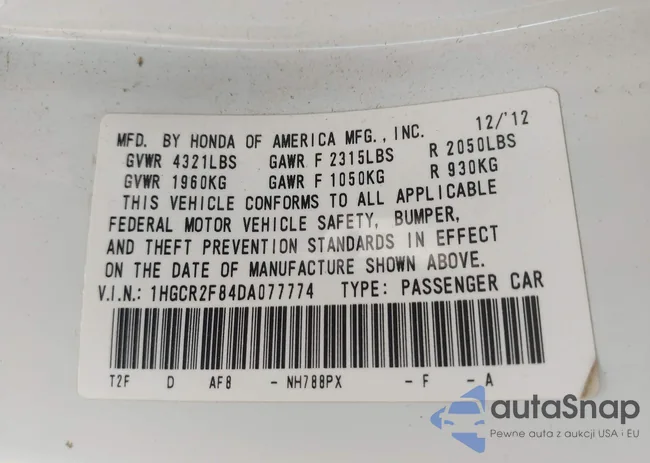 MFD. BY HONDA OF AMERICA MFG., INC. 12/'12
GVWR 4321LBS GAWR F 2315LBS R 2050LBS
GVWR 1960KG GAWR F 1050KG R 930KG
THIS VEHICLE CONFORMS TO ALL APPLICABLE
FEDERAL MOTOR VEHICLE SAFETY, BUMPER,
AND THEFT PREVENTION STANDARDS IN EFFECT
ON THE DATE OF MANUFACTURE SHOWN ABOVE.
V.I.N.: 1HGCR2F84DA077774 TYPE: PASSENGER CAR
T2F D AF8 - NH788PX - F - A
autaSnap
Pewne auta z aukcji USA i EU